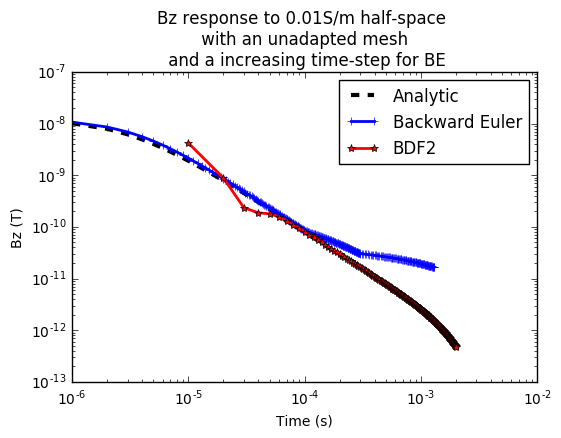 Bz response to 0.01S/m half-space
with an unadapted mesh
and a increasing time-step for BE
10^-7
10^-8
10^-9
10^-10
10^-11
10^-12
10^-13
Bz (T)
Analytic
Backward Euler
BDF2
10^-6 10^-5 10^-4 10^-3 10^-2
Time (s)